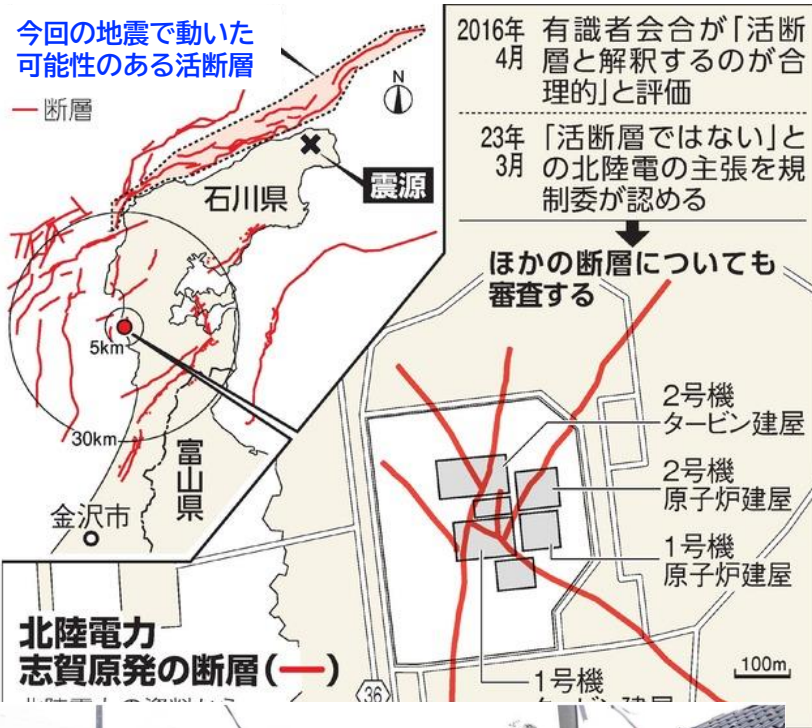 今回の地震で動いた
可能性のある活断層
断層
N
震源
石川県
5km
30km
富山県
金沢市
2016年4月 有識者会合が「活断
層と解釈するのが合
理的」と評価
23年3月 「活断層ではない」と
の北陸電の主張を規
制委が認める
ほかの断層についても
審査する
2号機
タービン建屋
2号機
原子炉建屋
1号機
原子炉建屋
1号機
100m
36
北陸電力
志賀原発の断層(━)